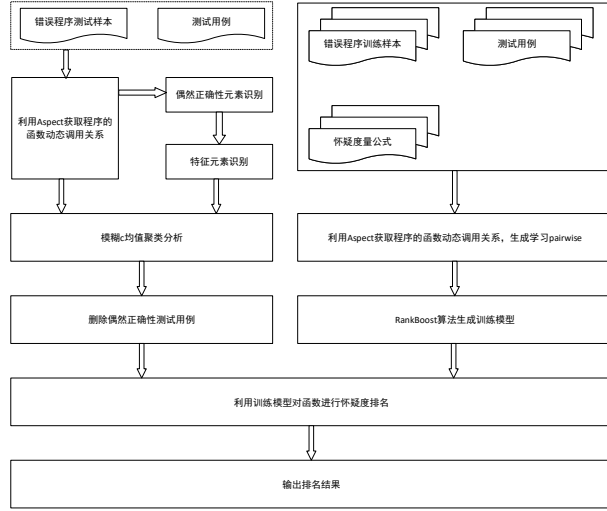 错误程序测试样本
测试用例
利用Aspect获取程序的
函数动态调用关系
偶然正确性元素识别
特征元素识别
模糊c均值聚类分析
删除偶然正确性测试用例
错误程序训练样本
测试用例
怀疑度量公式
利用Aspect获取程序的函数动态调用关系，生成学习pairwise
RankBoost算法生成训练模型
利用训练模型对函数进行怀疑度排名
输出排名结果